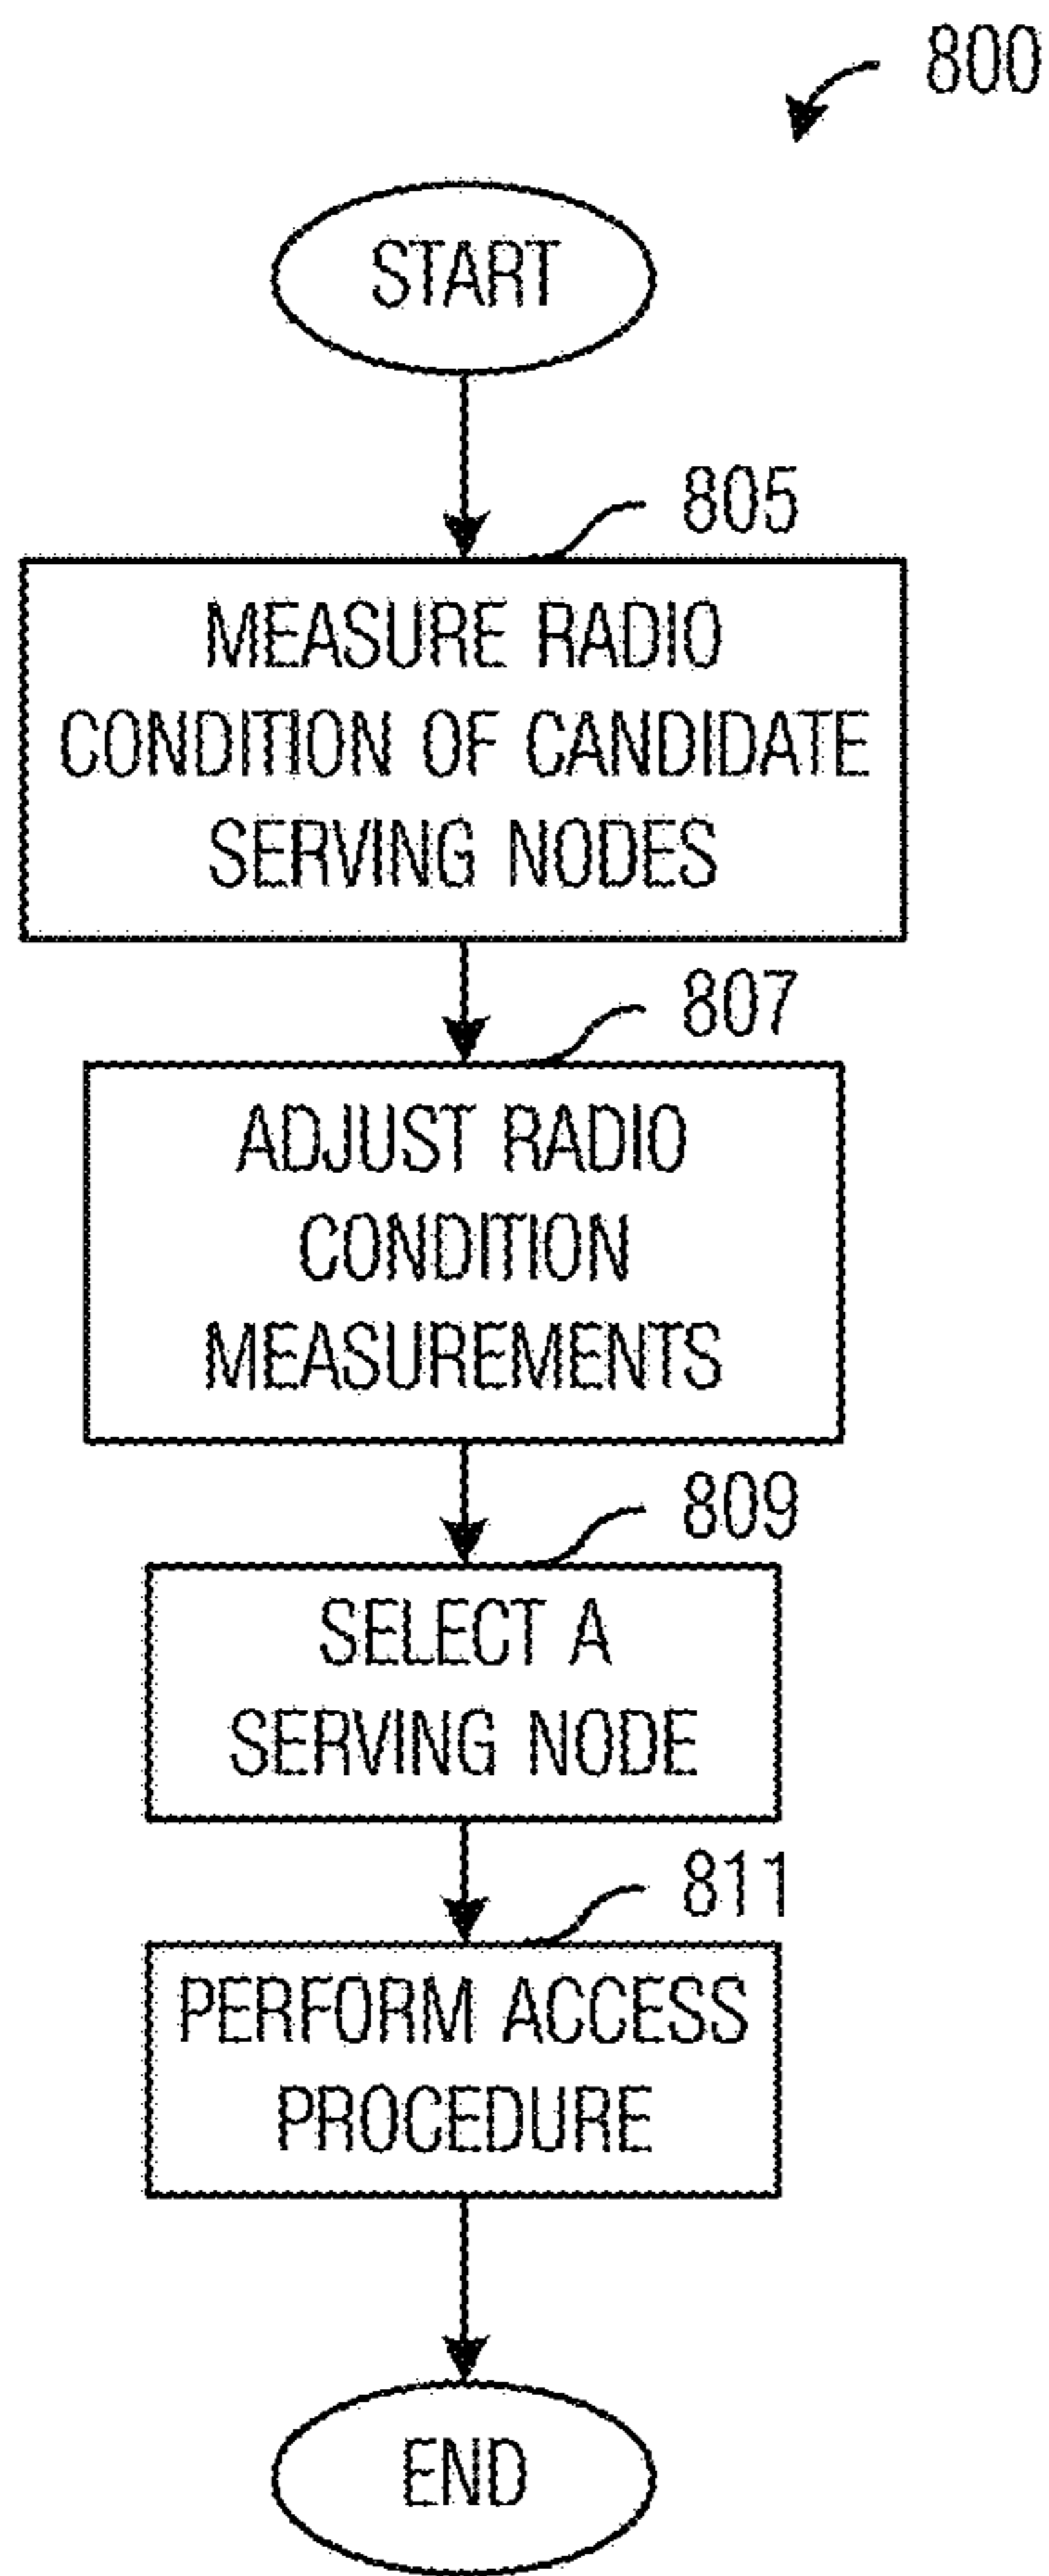 800
START
805
MEASURE RADIO
CONDITION OF CANDIDATE
SERVING NODES
807
ADJUST RADIO
CONDITION
MEASUREMENTS
809
SELECT A
SERVING NODE
811
PERFORM ACCESS
PROCEDURE
END